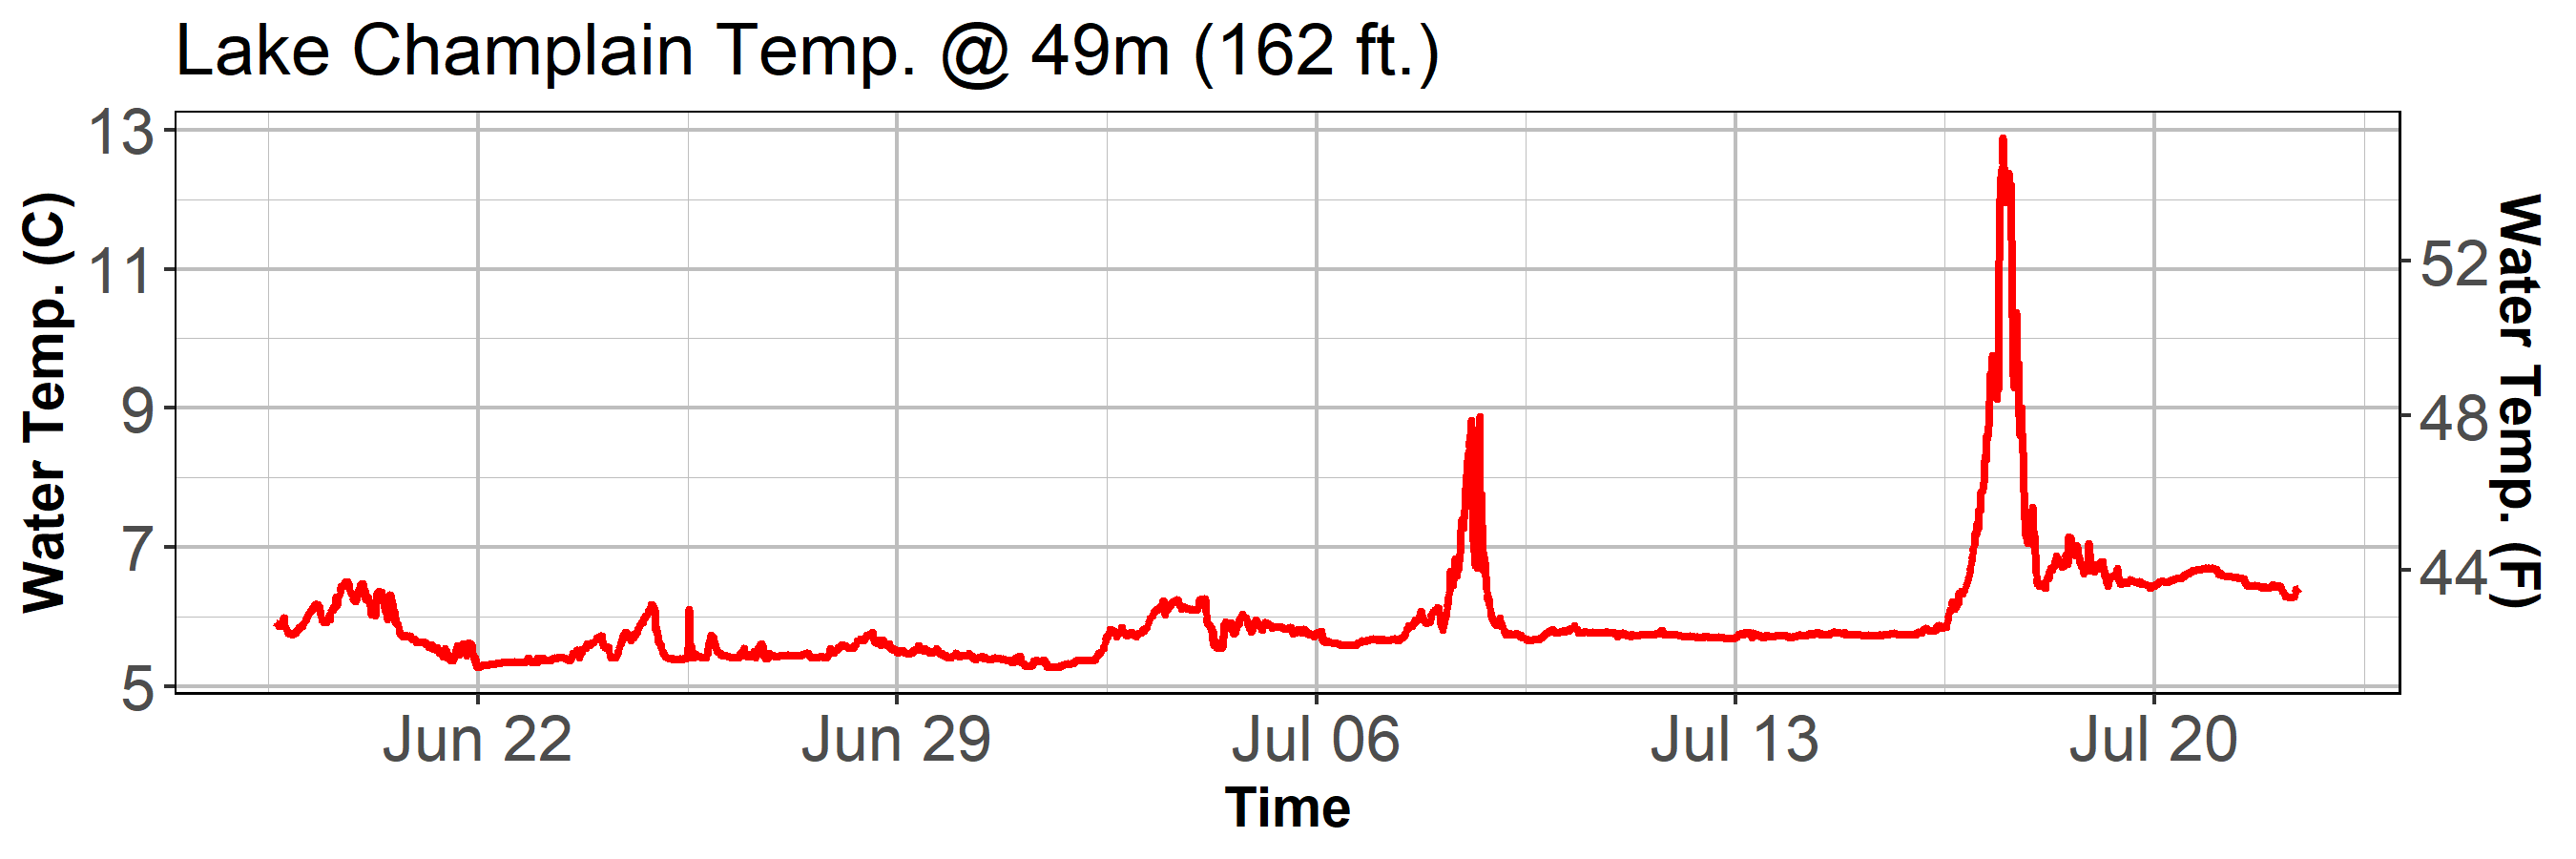 Lake Champlain Temp. @ 49m (162 ft.)
Water Temp. (C)
13
11
9
7
5
52
48
44
Water Temp. (F)
Jun 22 Jun 29 Jul 06 Jul 13 Jul 20
Time